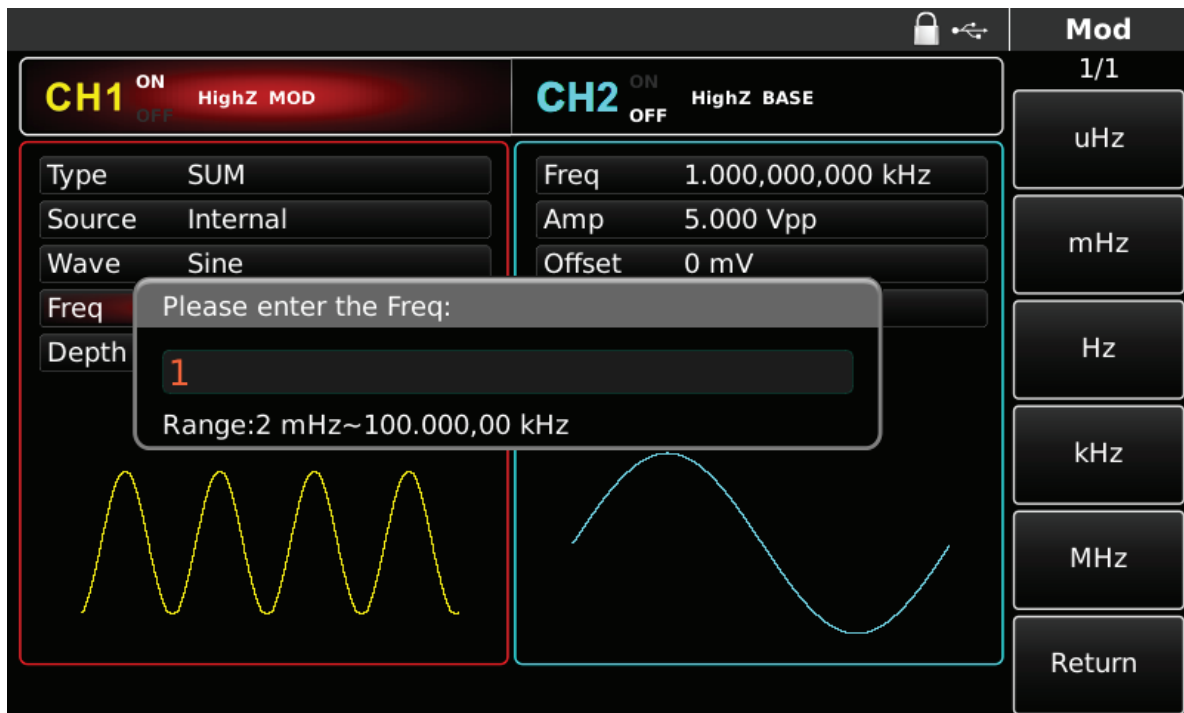 Mod
1/1
CH1 ON OFF HighZ MOD
CH2 ON OFF HighZ BASE
Type SUM
Source Internal
Wave Sine
Freq
Depth
Freq 1.000,000,000 kHz
Amp 5.000 Vpp
Offset 0 mV
Please enter the Freq:
1
Range:2 mHz~100.000,00 kHz
uHz
mHz
Hz
kHz
MHz
Return